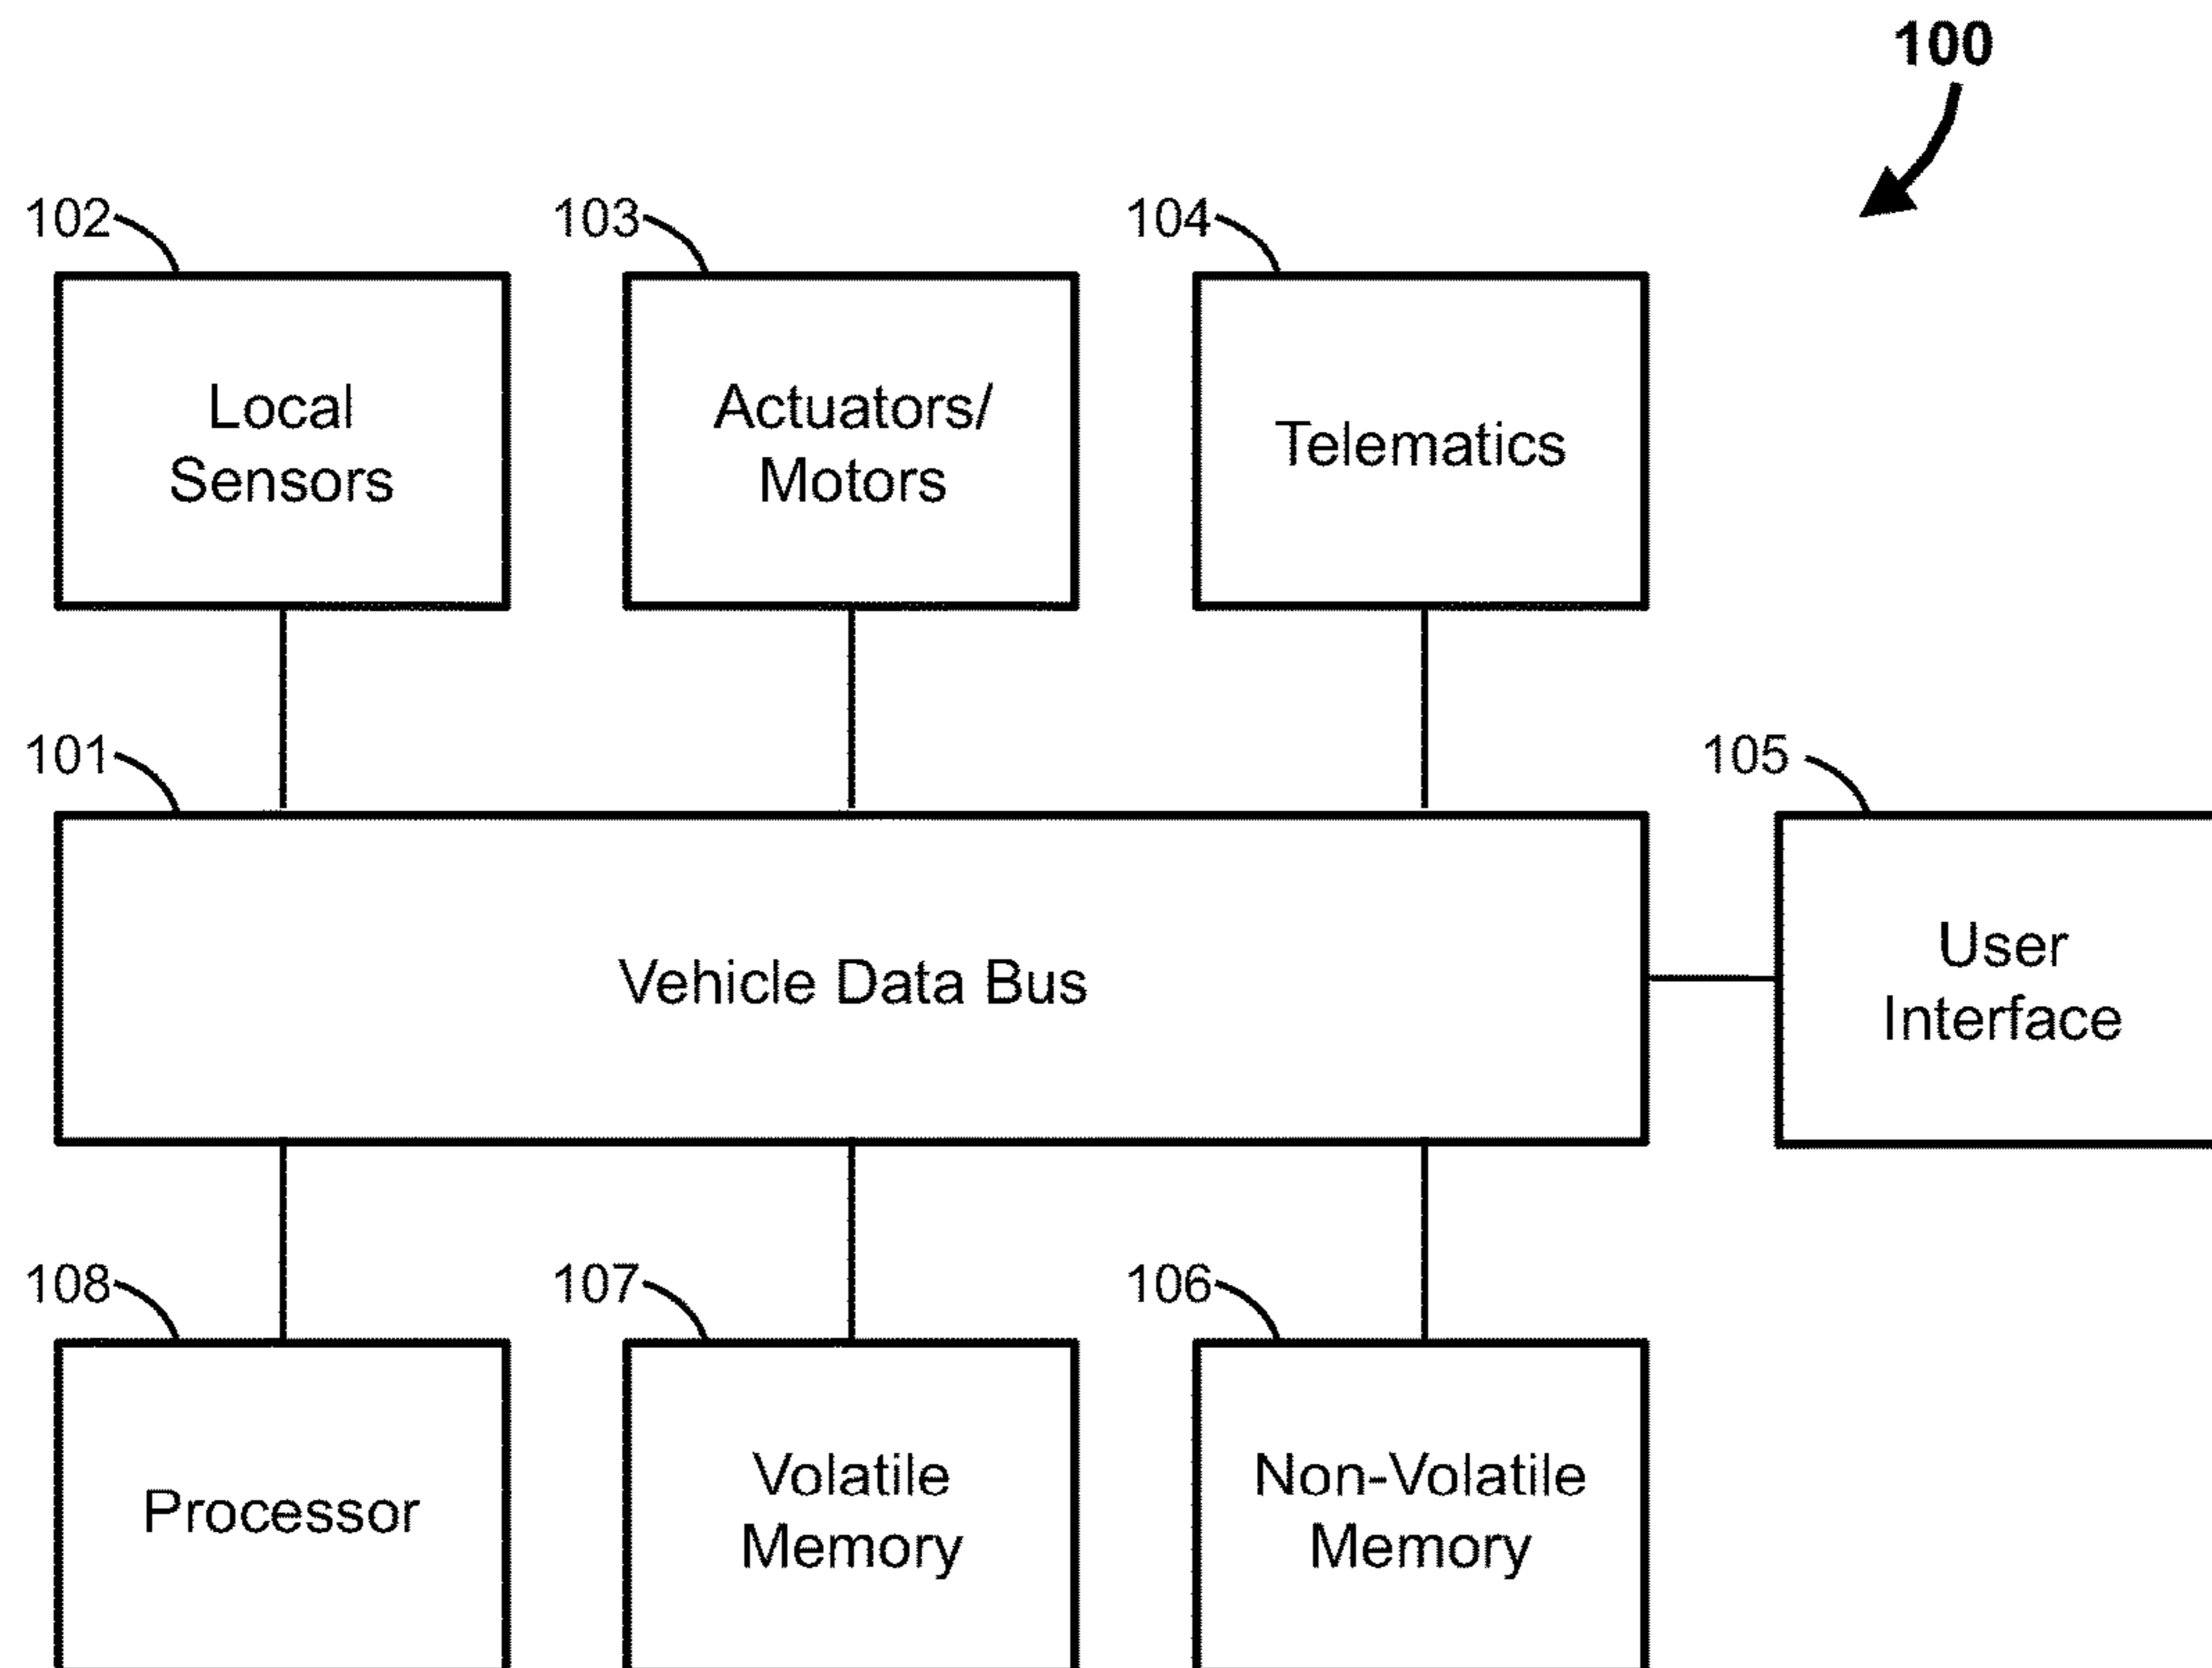 100
102
103
104
Local
Sensors
Actuators/
Motors
Telematics
101
105
Vehicle Data Bus
User
Interface
108
107
106
Processor
Volatile
Memory
Non-Volatile
Memory